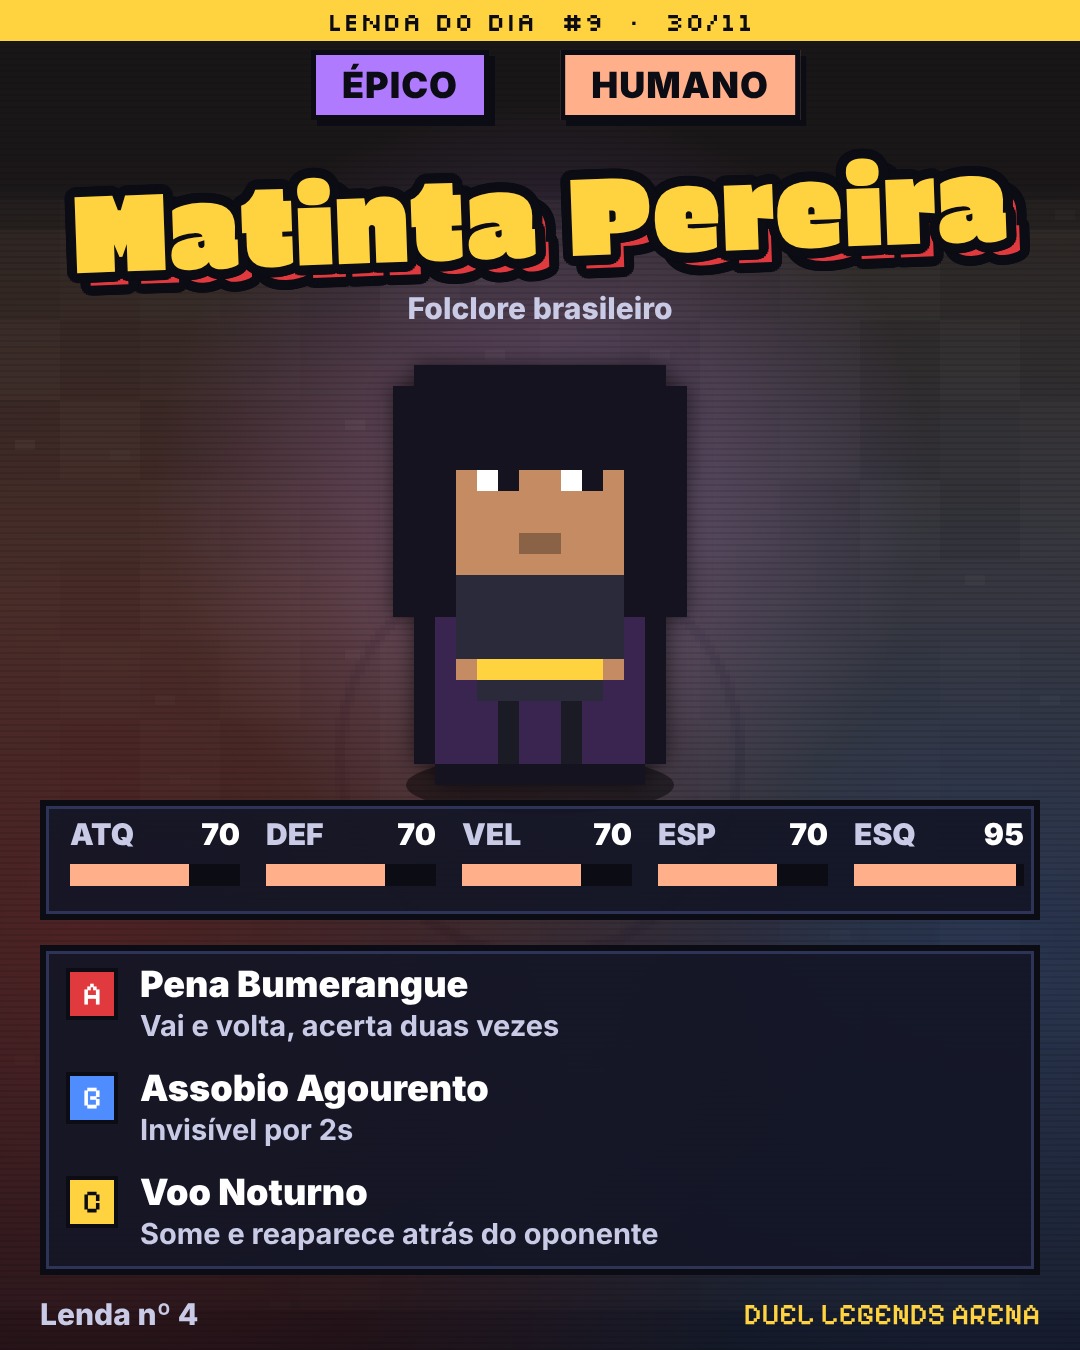 LENDA DO DIA #9 · 30/11
ÉPICO HUMANO
Matinta Pereira
Folclore brasileiro
ATQ 70 DEF 70 VEL 70 ESP 70 ESQ 95
A Pena Bumerangue
Vai e volta, acerta duas vezes
B Assobio Agourento
Invisível por 2s
C Voo Noturno
Some e reaparece atrás do oponente
Lenda nº 4 DUEL LEGENDS ARENA